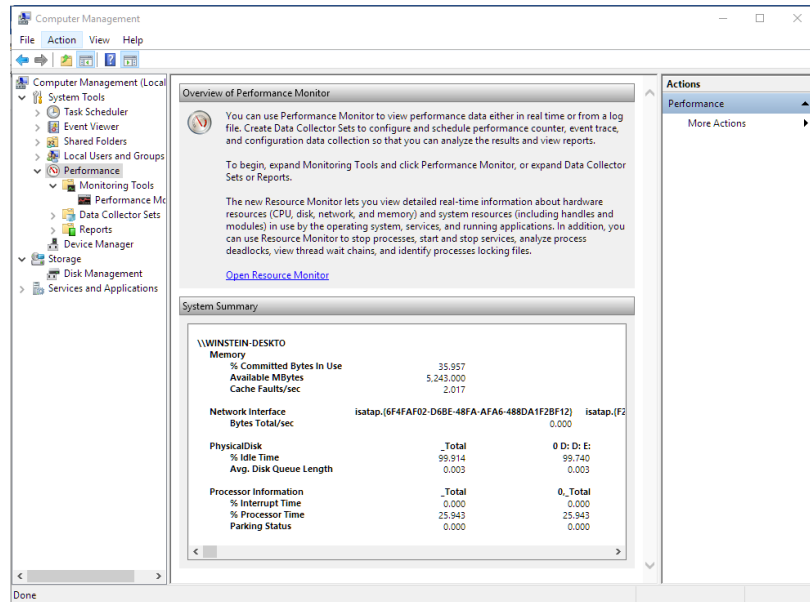 Computer Management
File Action View Help
Computer Management (Local
System Tools
Task Scheduler
Event Viewer
Shared Folders
Local Users and Groups
Performance
Monitoring Tools
Performance Mo
Data Collector Sets
Reports
Device Manager
Storage
Disk Management
Services and Applications
Overview of Performance Monitor
You can use Performance Monitor to view performance data either in real time or from a log
file. Create Data Collector Sets to configure and schedule performance counter, event trace,
and configuration data collection so that you can analyze the results and view reports.
To begin, expand Monitoring Tools and click Performance Monitor, or expand Data Collector
Sets or Reports.
The new Resource Monitor lets you view detailed real-time information about hardware
resources (CPU, disk, network, and memory) and system resources (including handles and
modules) in use by the operating system, services, and running applications. In addition, you
can use Resource Monitor to stop processes, start and stop services, analyze process
deadlocks, view thread wait chains, and identify processes locking files.
Open Resource Monitor
System Summary
\\WINSTEIN-DESKTO
Memory
% Committed Bytes In Use 35.957
Available MBytes 5,243.000
Cache Faults/sec 2.017
Network Interface isatap.{6F4FAF02-D6BE-48FA-AFA6-488DA1F2BF12} isatap.{F2
Bytes Total/sec 0.000
PhysicalDisk _Total 0 D: D: E:
% Idle Time 99.914 99.740
Avg. Disk Queue Length 0.003 0.003
Processor Information _Total 0,_Total
% Interrupt Time 0.000 0.000
% Processor Time 25.943 25.943
Parking Status 0.000 0.000
Actions
Performance
More Actions
Done